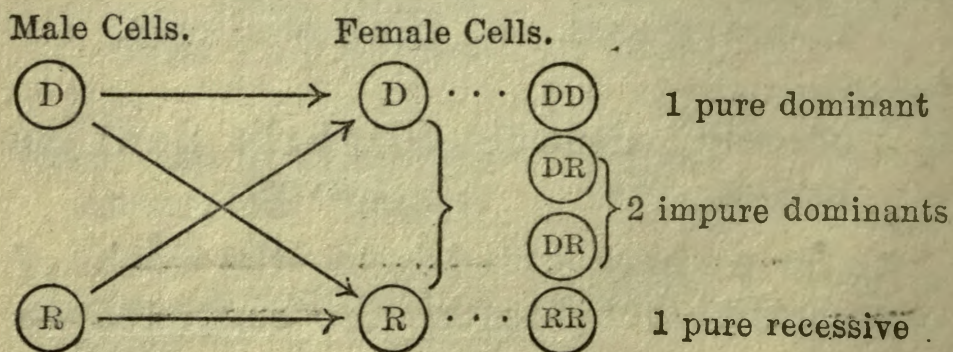 Male Cells. Female Cells.
D D · · · DD 1 pure dominant
DR
2 impure dominants
DR
R R · · · RR 1 pure recessive